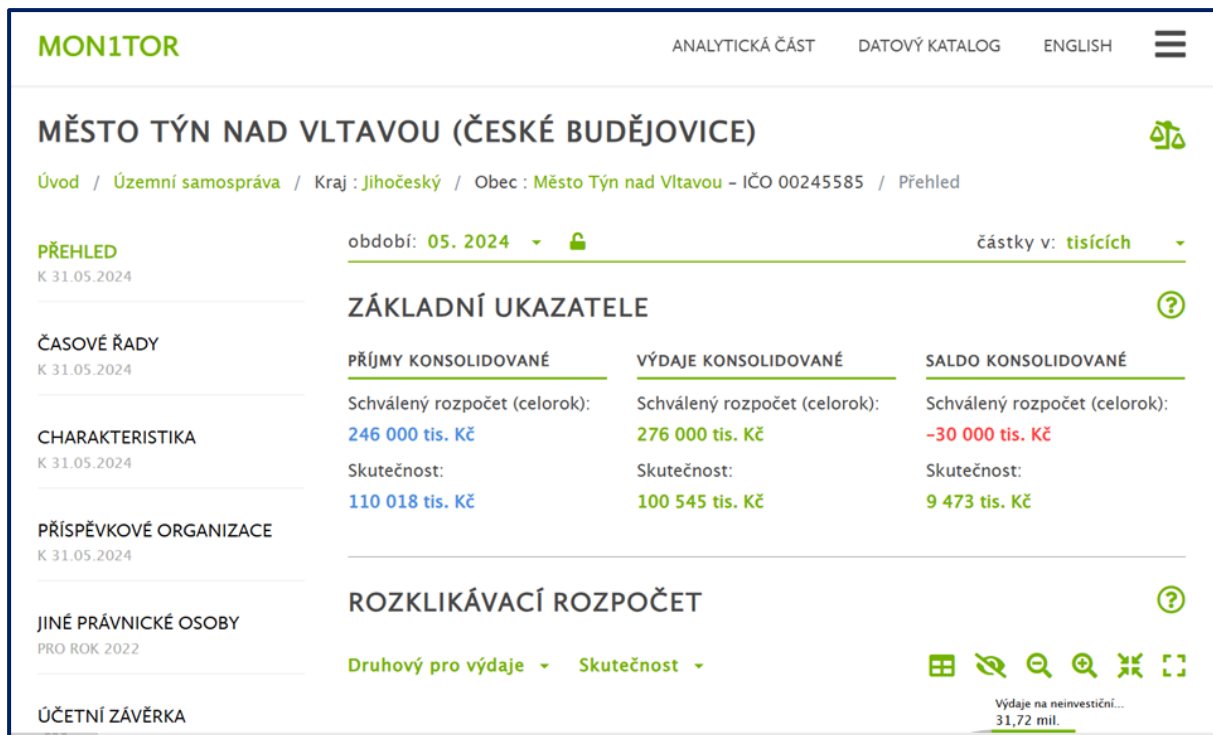 MON1TOR
ANALYTICKÁ ČÁST DATOVÝ KATALOG ENGLISH
MĚSTO TÝN NAD VLTAVOU (ČESKÉ BUDĚJOVICE)
Úvod / Územní samospráva / Kraj : Jihočeský / Obec : Město Týn nad Vltavou – IČO 00245585 / Přehled
PŘEHLED
K 31.05.2024
ČASOVÉ ŘADY
K 31.05.2024
CHARAKTERISTIKA
K 31.05.2024
PŘÍSPĚVKOVÉ ORGANIZACE
K 31.05.2024
JINÉ PRÁVNICKÉ OSOBY
PRO ROK 2022
ÚČETNÍ ZÁVĚRKA
období: 05. 2024
částky v: tisících
ZÁKLADNÍ UKAZATELE
PŘÍJMY KONSOLIDOVANÉ
Schválený rozpočet (celorok):
246 000 tis. Kč
Skutečnost:
110 018 tis. Kč
VÝDAJE KONSOLIDOVANÉ
Schválený rozpočet (celorok):
276 000 tis. Kč
Skutečnost:
100 545 tis. Kč
SALDO KONSOLIDOVANÉ
Schválený rozpočet (celorok):
–30 000 tis. Kč
Skutečnost:
9 473 tis. Kč
ROZKLIKÁVACÍ ROZPOČET
Druhový pro výdaje Skutečnost
Výdaje na neinvestiční...
31,72 mil.